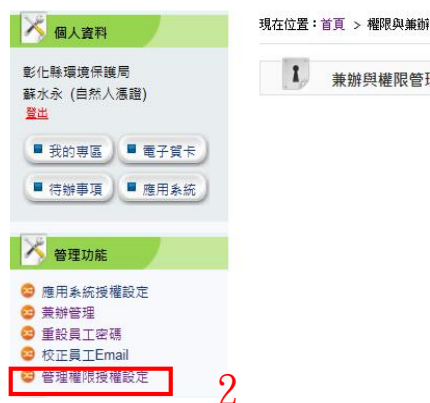 個人資料
現在位置：首頁 > 權限與兼辦
彰化縣環境保護局
蘇水永 (自然人憑證)
登出
兼辦與權限管
我的專區
電子賀卡
待辦事項
應用系統
管理功能
應用系統授權設定
兼辦管理
重設員工密碼
校正員工Email
管理權限授權設定
2